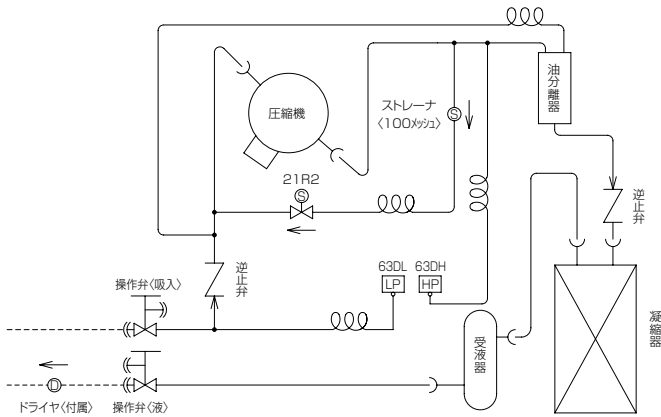 油分離器
圧縮機
ストレーナ
〈100メッシュ〉
S
21R2
S
逆止弁
逆止弁
操作弁〈吸入〉
63DL
63DH
LP
HP
凝縮器
受液器
D
ドライヤ〈付属〉
操作弁〈液〉